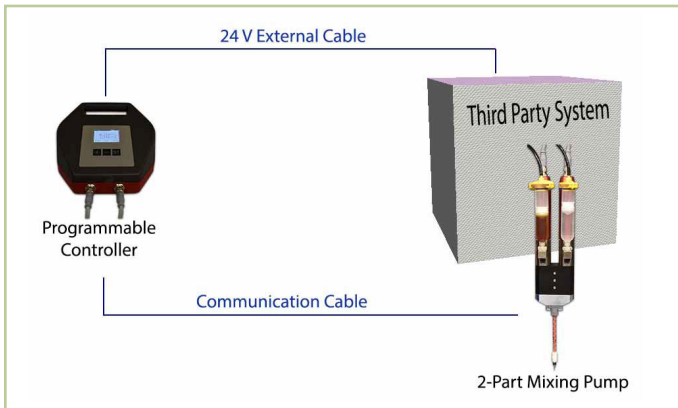 24 V External Cable
Third Party System
Programmable
Controller
Communication Cable
2-Part Mixing Pump